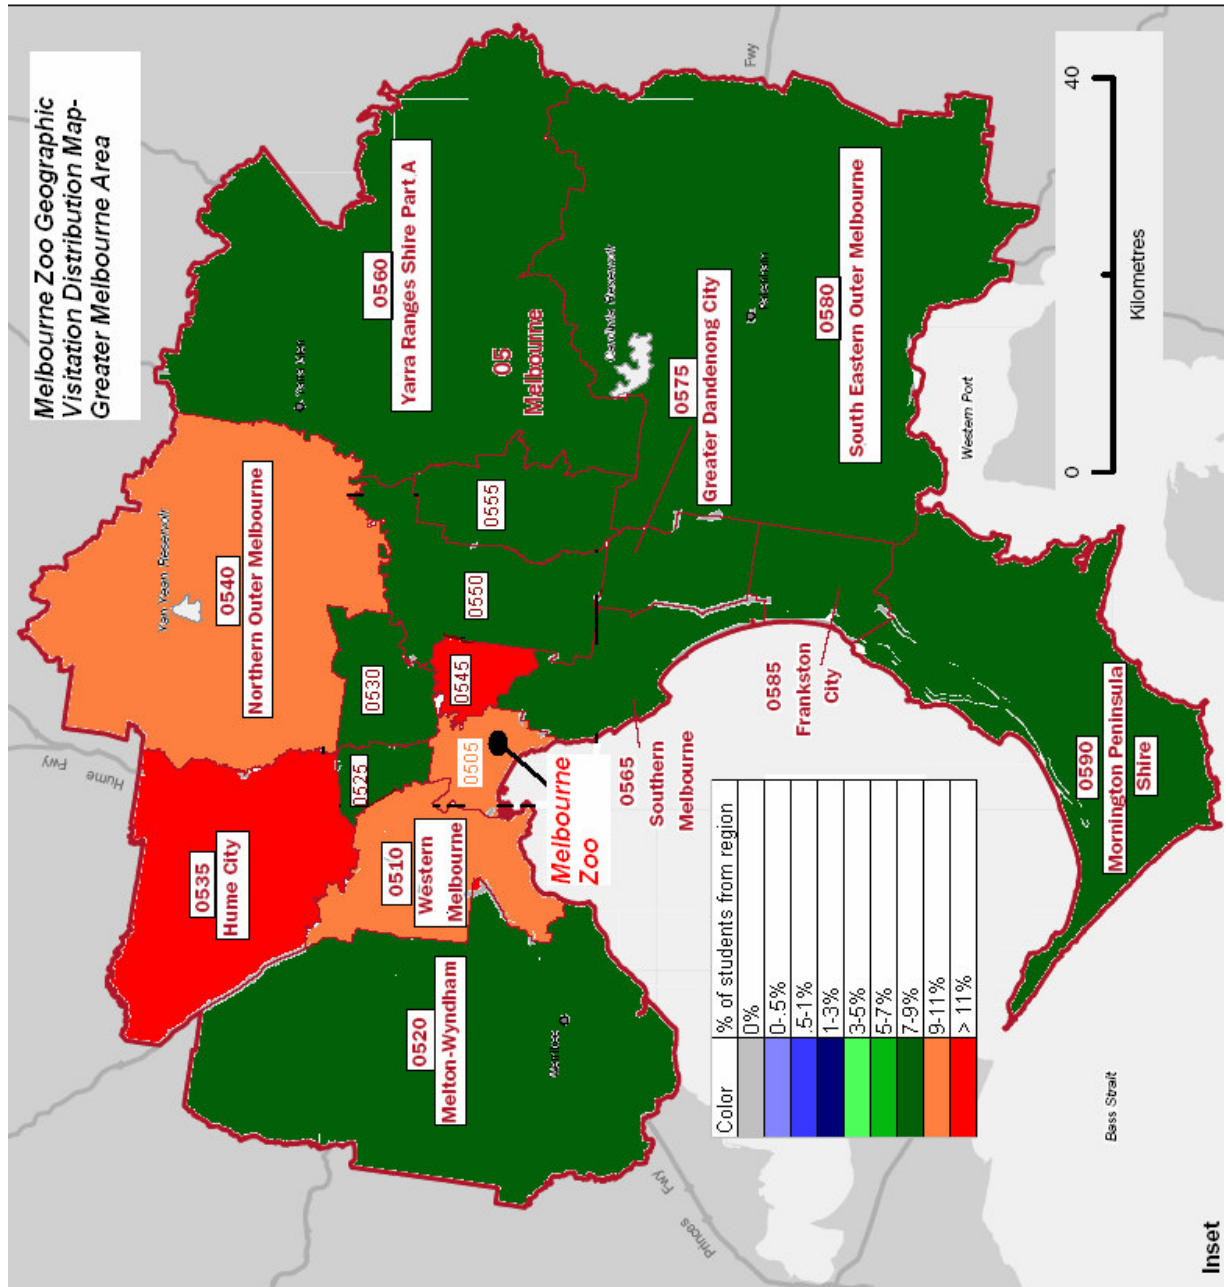 Melbourne Zoo Geographic
Visitation Distribution Map-
Greater Melbourne Area
Hume
Fwy
Fwy
0535
Hume City
0540
Northern Outer Melbourne
Yan Yean Reservoir
0560
Yarra Ranges Shire Part A
05
Melbourne
0520
Melton-Wyndham
0510
Western
Melbourne
0525
0530
0505
0545
0550
0555
Melbourne
Zoo
Cardinia Reservoir
0575
Greater Dandenong City
Pakenham
0580
South Eastern Outer Melbourne
0565
Southern
Melbourne
0585
Frankston
City
0590
Mornington Peninsula
Shire
Western Port
Princes
Fwy
Bass Strait
Color % of students from region
0%
0-.5%
.5-1%
1-3%
3-5%
5-7%
7-9%
9-11%
> 11%
0 40
Kilometres
Inset